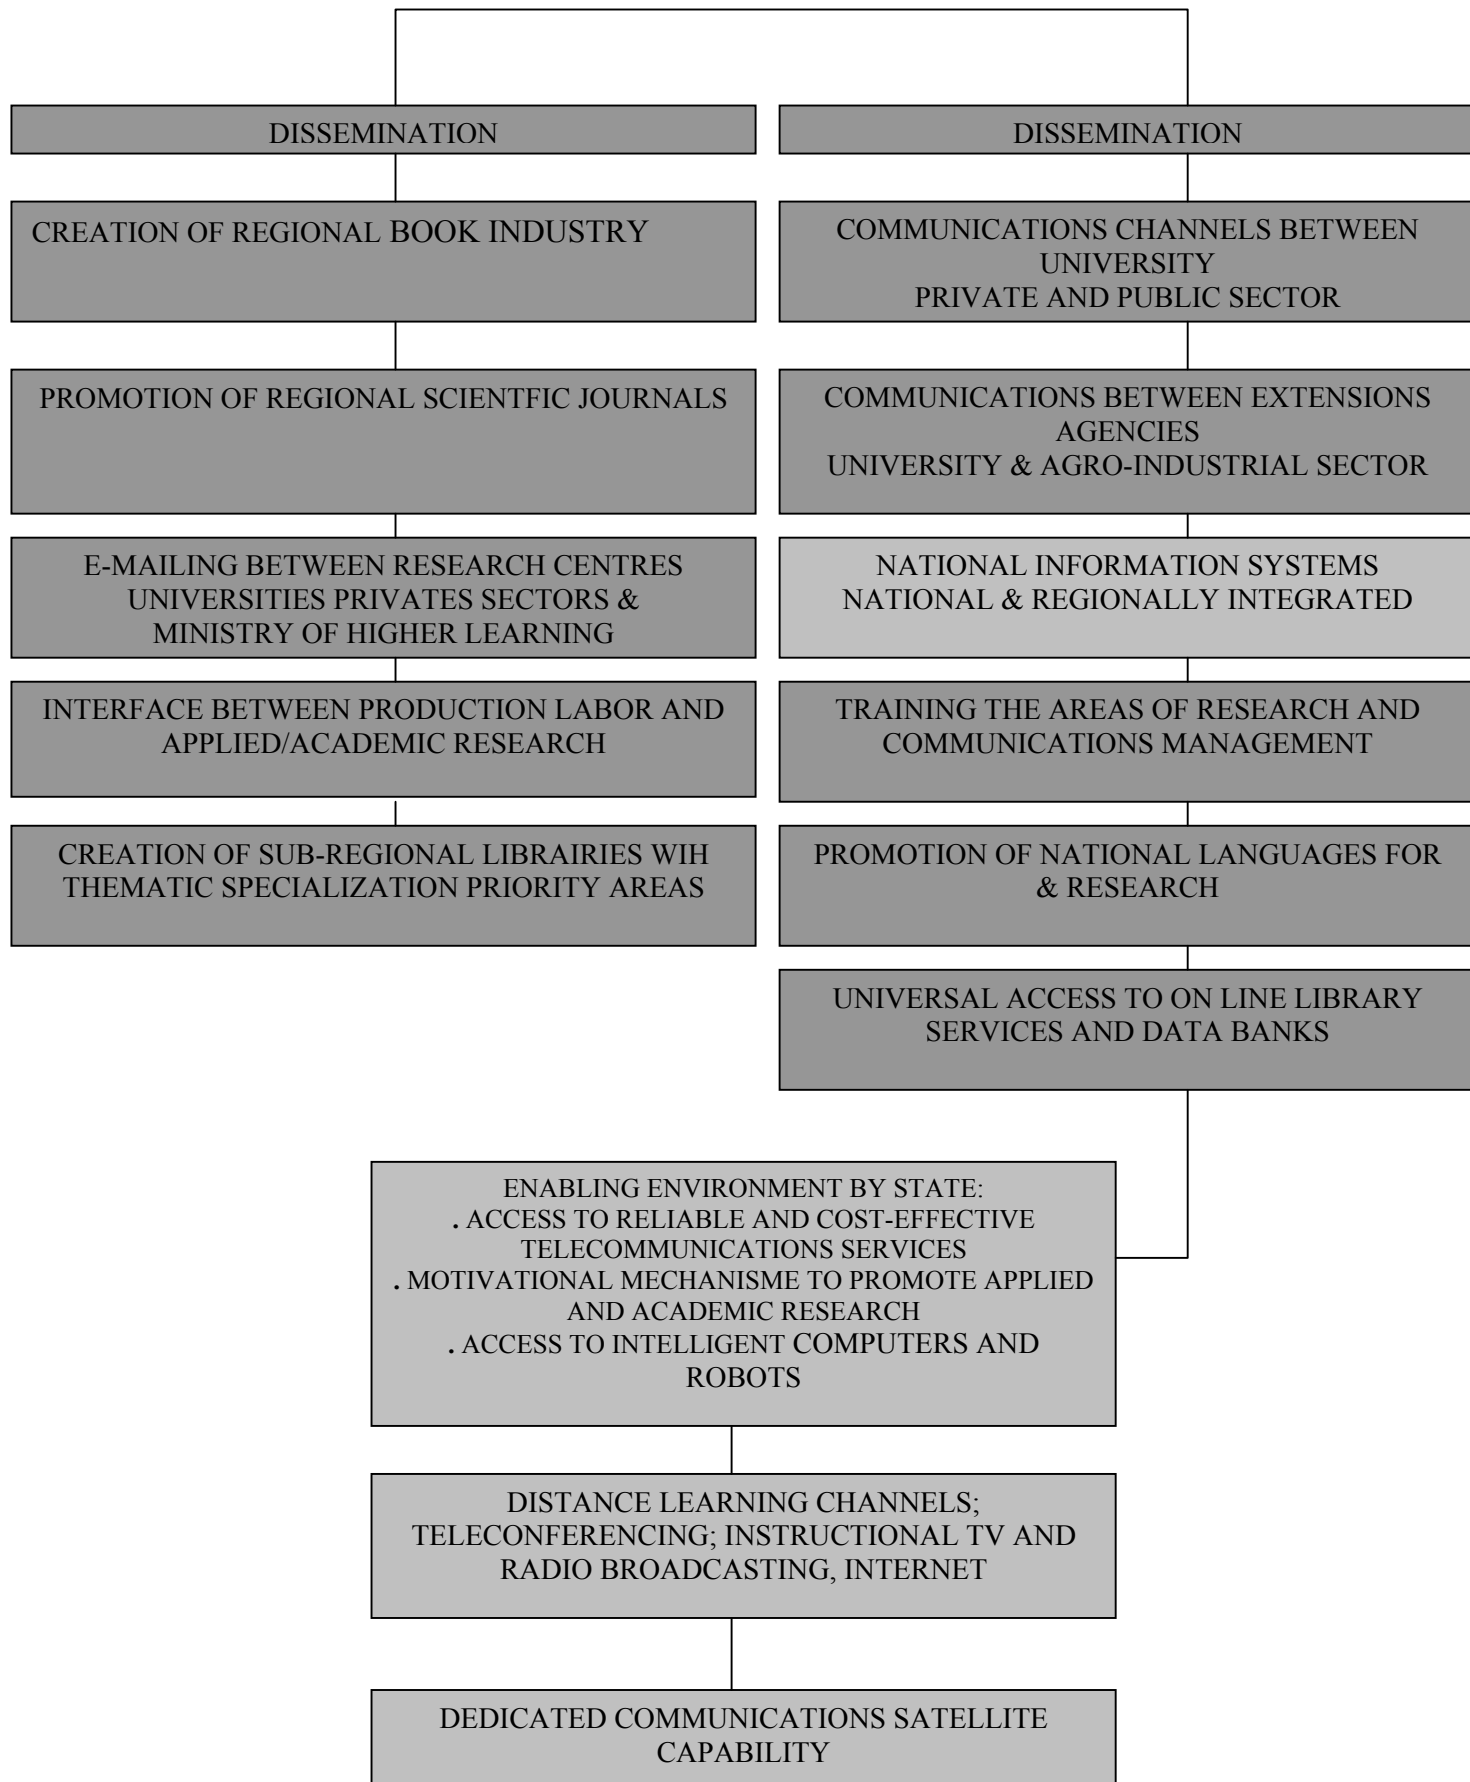 DISSEMINATION
CREATION OF REGIONAL BOOK INDUSTRY
PROMOTION OF REGIONAL SCIENTFIC JOURNALS
E-MAILING BETWEEN RESEARCH CENTRES
UNIVERSITIES PRIVATES SECTORS &
MINISTRY OF HIGHER LEARNING
INTERFACE BETWEEN PRODUCTION LABOR AND
APPLIED/ACADEMIC RESEARCH
CREATION OF SUB-REGIONAL LIBRAIRIES WIH
THEMATIC SPECIALIZATION PRIORITY AREAS
DISSEMINATION
COMMUNICATIONS CHANNELS BETWEEN
UNIVERSITY
PRIVATE AND PUBLIC SECTOR
COMMUNICATIONS BETWEEN EXTENSIONS
AGENCIES
UNIVERSITY & AGRO-INDUSTRIAL SECTOR
NATIONAL INFORMATION SYSTEMS
NATIONAL & REGIONALLY INTEGRATED
TRAINING THE AREAS OF RESEARCH AND
COMMUNICATIONS MANAGEMENT
PROMOTION OF NATIONAL LANGUAGES FOR
& RESEARCH
UNIVERSAL ACCESS TO ON LINE LIBRARY
SERVICES AND DATA BANKS
ENABLING ENVIRONMENT BY STATE:
. ACCESS TO RELIABLE AND COST-EFFECTIVE
TELECOMMUNICATIONS SERVICES
. MOTIVATIONAL MECHANISME TO PROMOTE APPLIED
AND ACADEMIC RESEARCH
. ACCESS TO INTELLIGENT COMPUTERS AND
ROBOTS
DISTANCE LEARNING CHANNELS;
TELECONFERENCING; INSTRUCTIONAL TV AND
RADIO BROADCASTING, INTERNET
DEDICATED COMMUNICATIONS SATELLITE
CAPABILITY